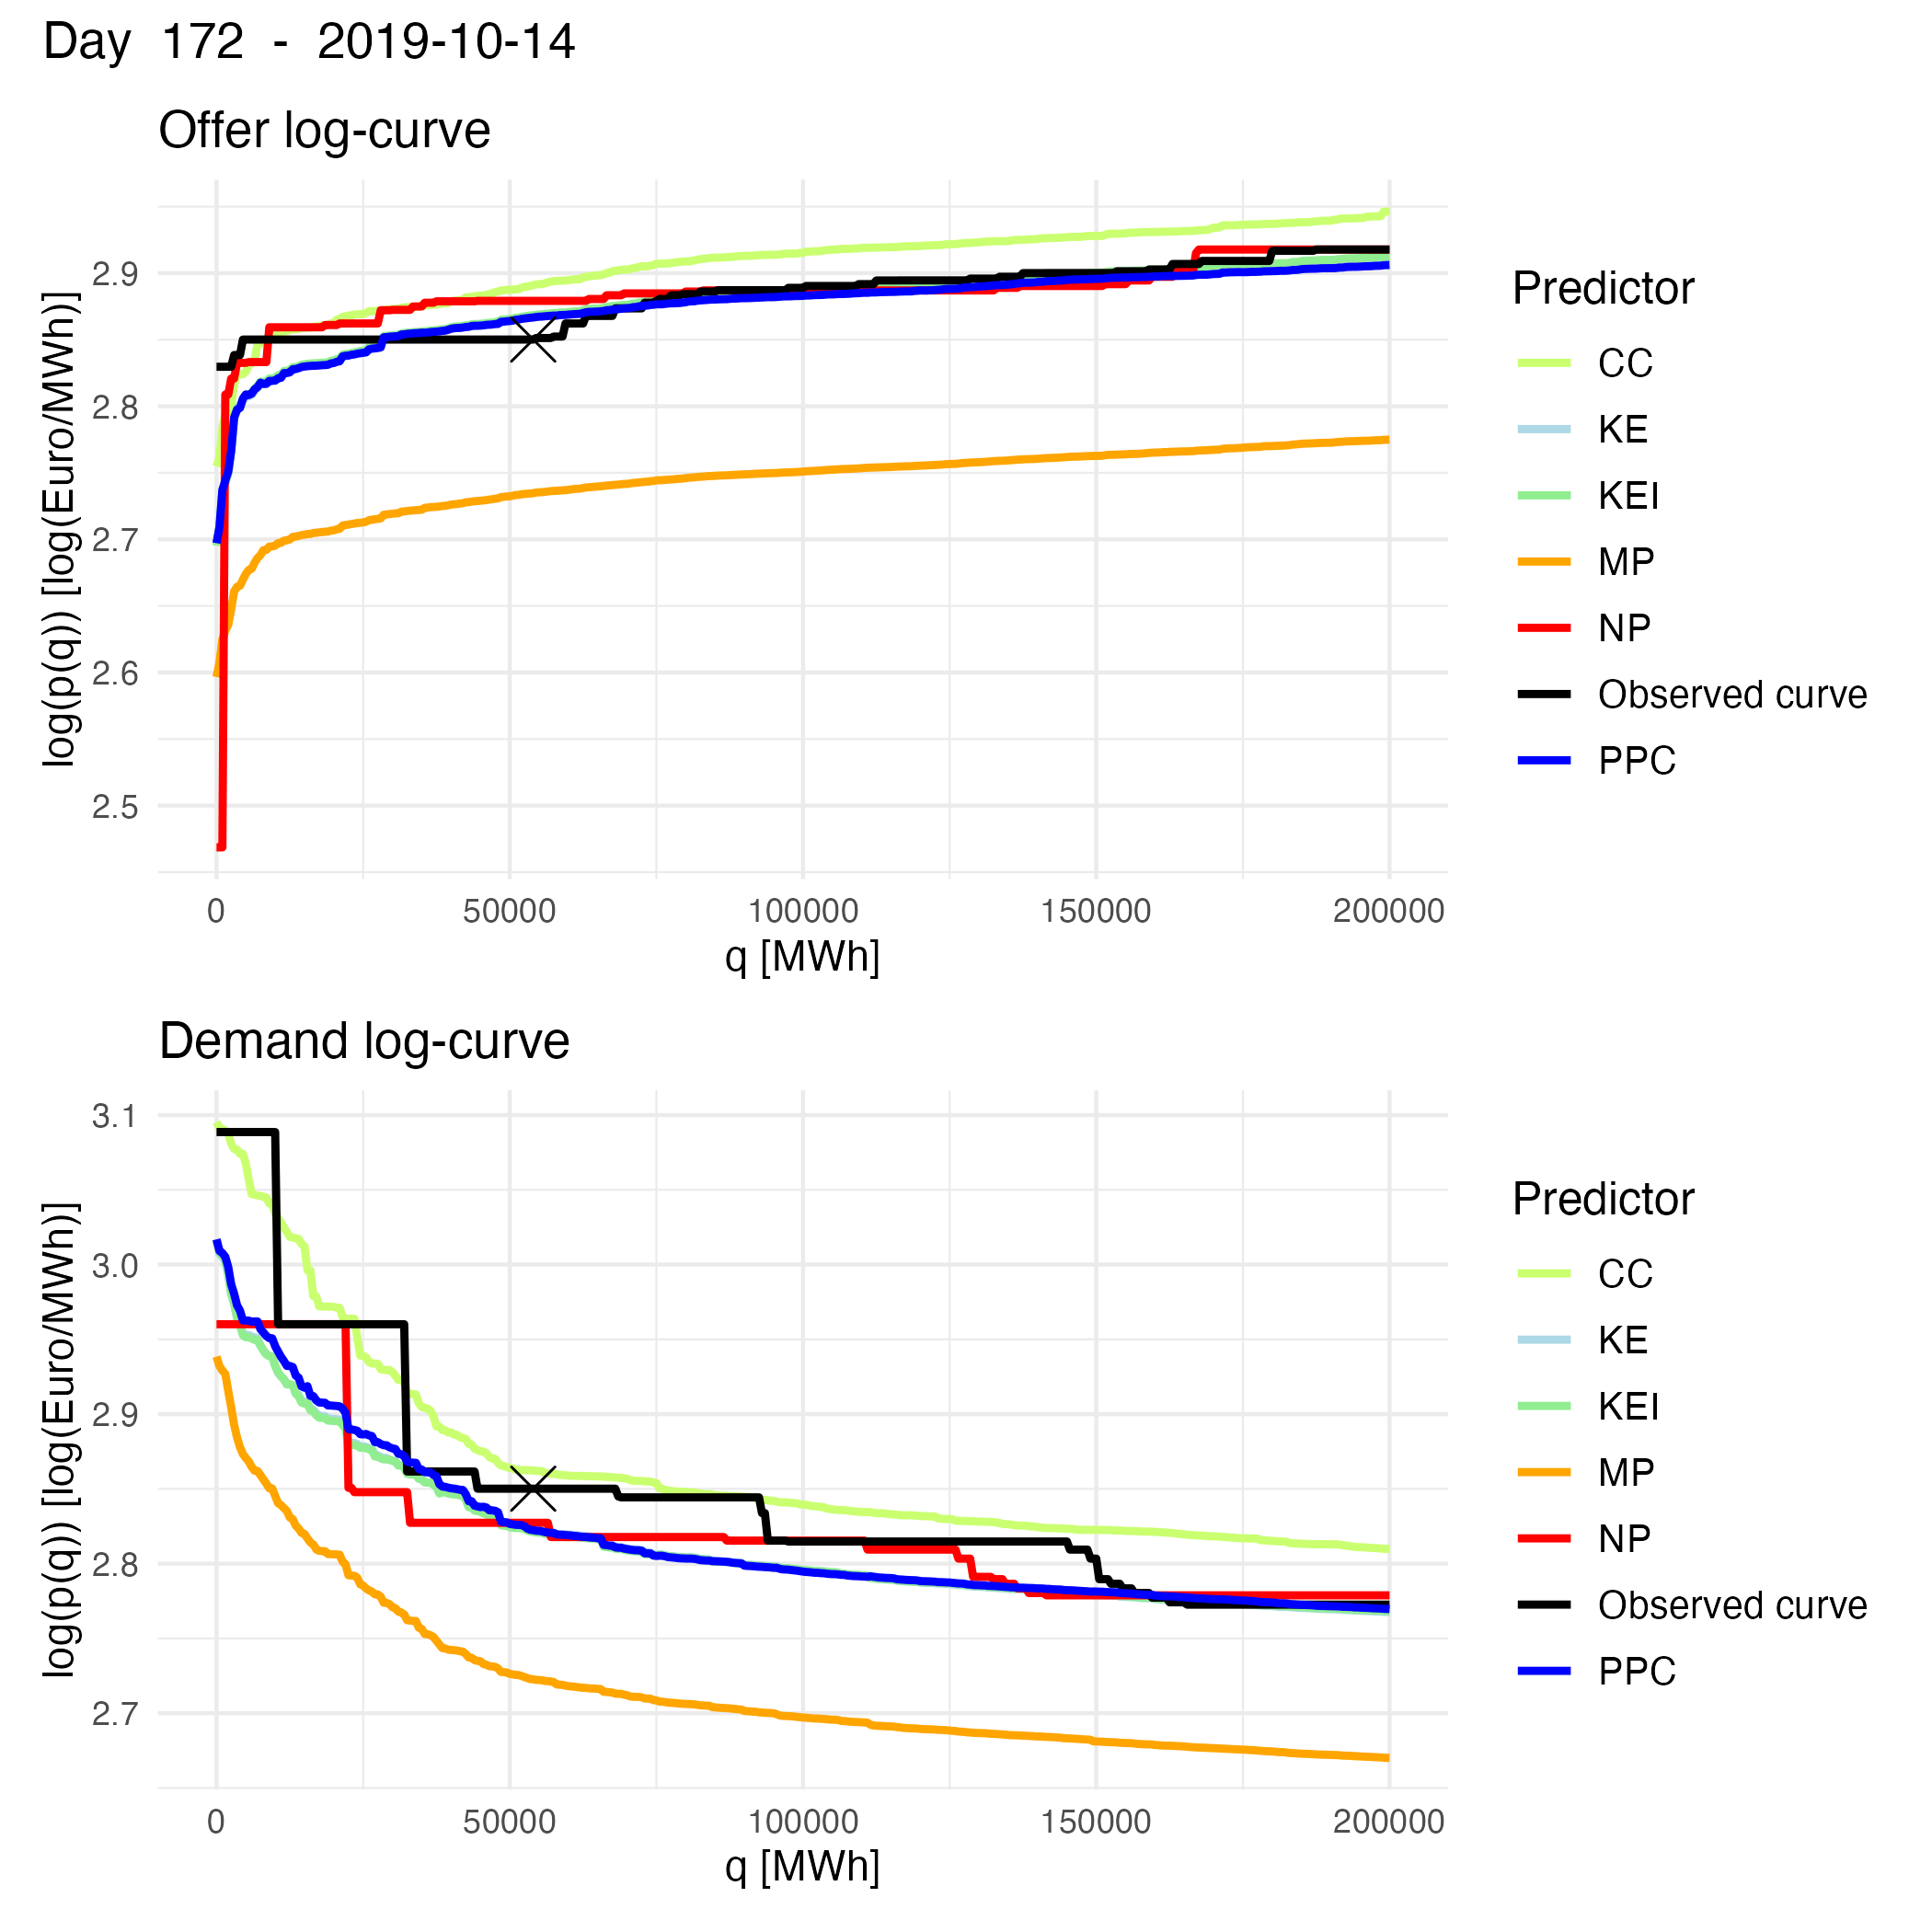 Day 172 - 2019-10-14
Offer log-curve
log(p(q)) [log(Euro/MWh)]
2.9
2.8
2.7
2.6
2.5
0 50000 100000 150000 200000
q [MWh]
Predictor
CC
KE
KEI
MP
NP
Observed curve
PPC
Demand log-curve
log(p(q)) [log(Euro/MWh)]
3.1
3.0
2.9
2.8
2.7
0 50000 100000 150000 200000
q [MWh]
Predictor
CC
KE
KEI
MP
NP
Observed curve
PPC